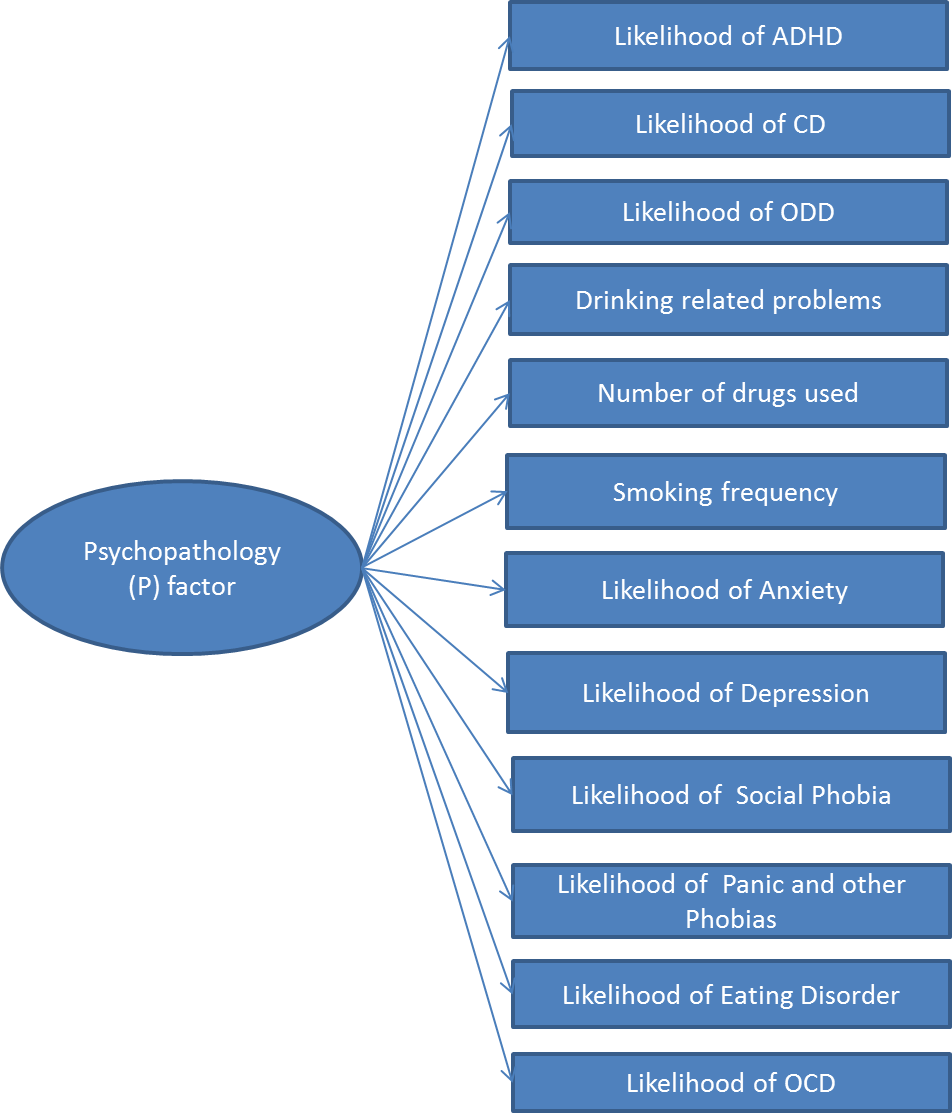 Likelihood of ADHD
Likelihood of CD
Likelihood of ODD
Drinking related problems
Number of drugs used
Smoking frequency
Psychopathology
(P) factor
Likelihood of Anxiety
Likelihood of Depression
Likelihood of  Social Phobia
Likelihood of  Panic and other
Phobias
Likelihood of Eating Disorder
Likelihood of OCD